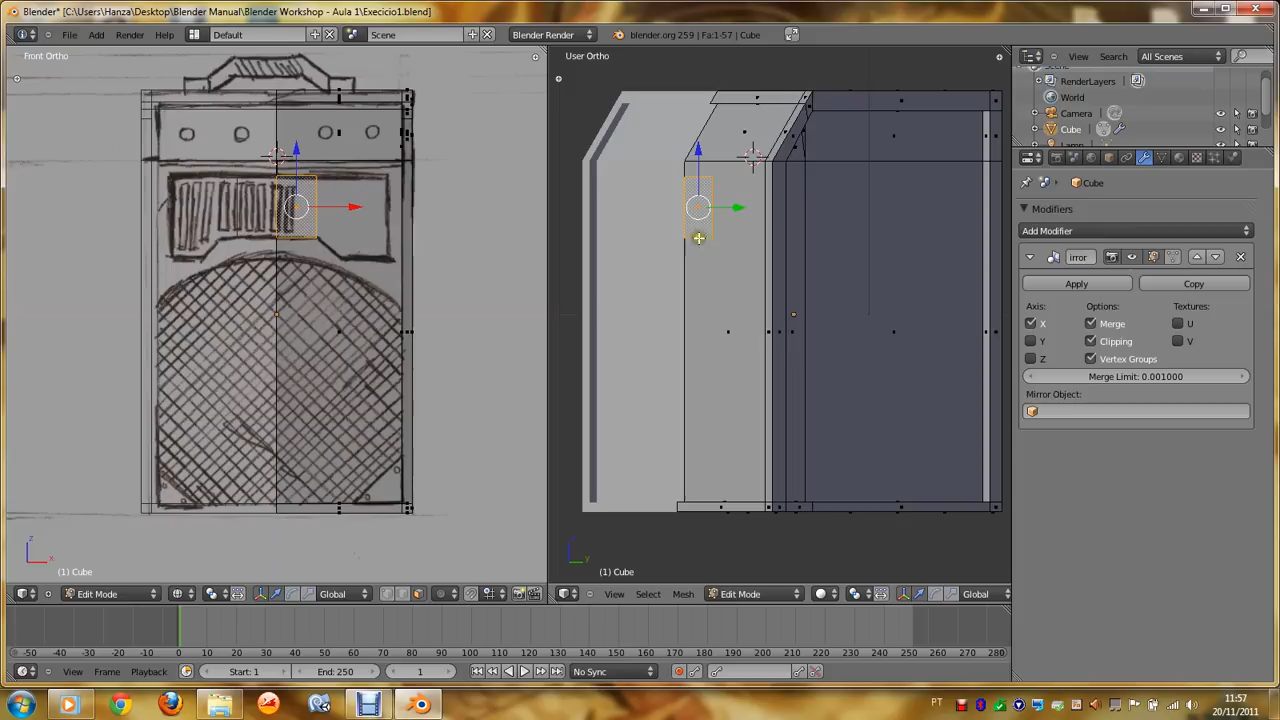 Blender* [C:\Users\Hanza\Desktop\Blender Manual\Blender Workshop - Aula 1\Execicio1.blend]
File Add Render Help Default Scene Blender Render blender.org 259 | Fa:1-57 | Cube
View Search All Scenes
Front Ortho
User Ortho
RenderLayers
World
Camera
Cube
Lamp
Cube
Modifiers
Add Modifier
irror
Apply Copy
Axis: Options: Textures:
X Merge U
Y Clipping V
Z Vertex Groups
Merge Limit: 0.001000
Mirror Object:
z
x
y
(1) Cube
(1) Cube
Edit Mode Global
View Select Mesh Edit Mode Global
-50 -40 -30 -20 -10 0 10 20 30 40 50 60 70 80 90 100 110 120 130 140 150 160 170 180 190 200 210 220 230 240 250 260 270 280
View Frame Playback Start: 1 End: 250 1 No Sync
PT
11:57
20/11/2011